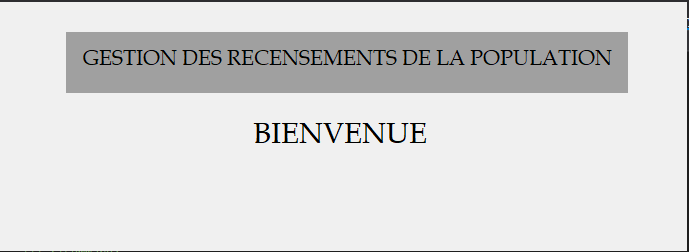 GESTION DES RECENSEMENTS DE LA POPULATION
BIENVENUE